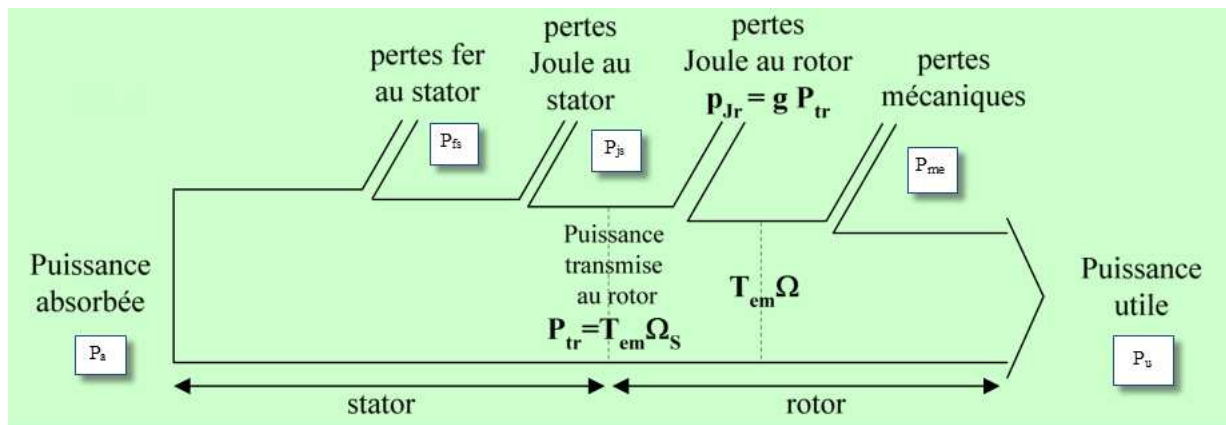 pertes fer
au stator
P_fs
pertes
Joule au
stator
P_js
pertes
Joule au rotor
p_Jr = g P_tr
pertes
mécaniques
P_me
Puissance
absorbée
P_a
Puissance
transmise
au rotor
P_tr=T_emΩ_S
T_emΩ
Puissance
utile
P_u
stator
rotor